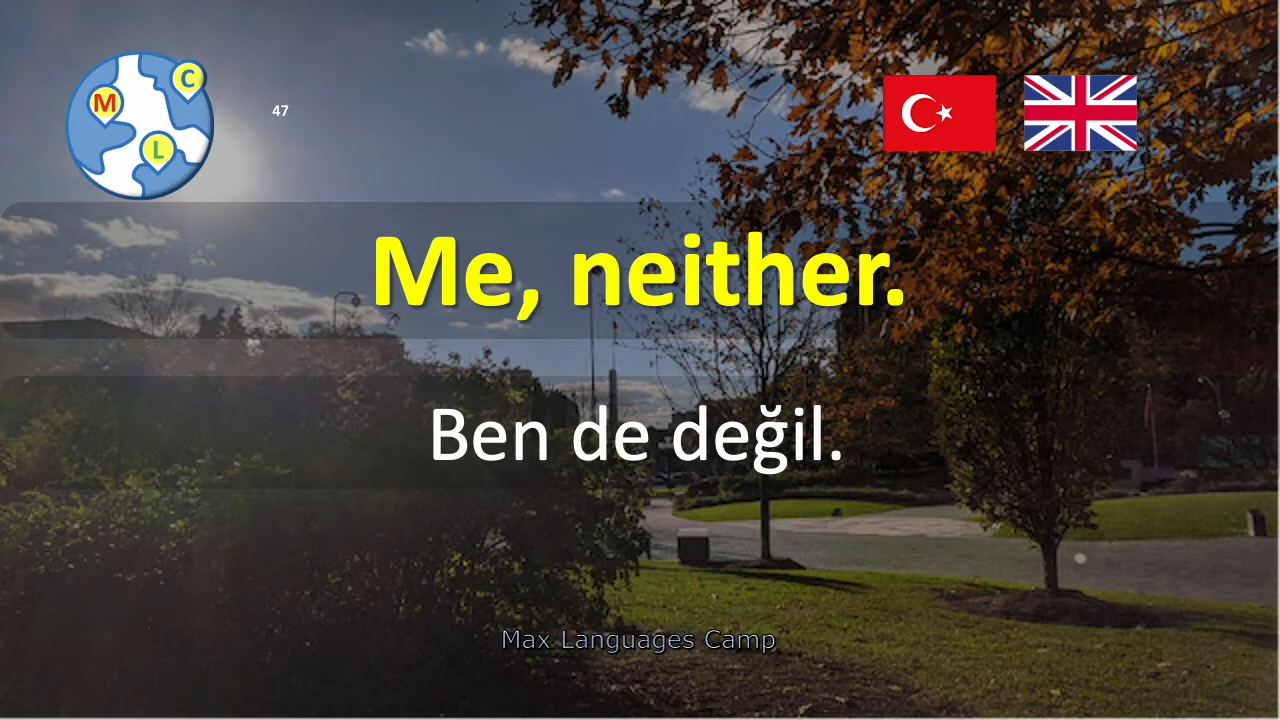 C
M
L
47
Me, neither.
Ben de değil.
Max Languages Camp